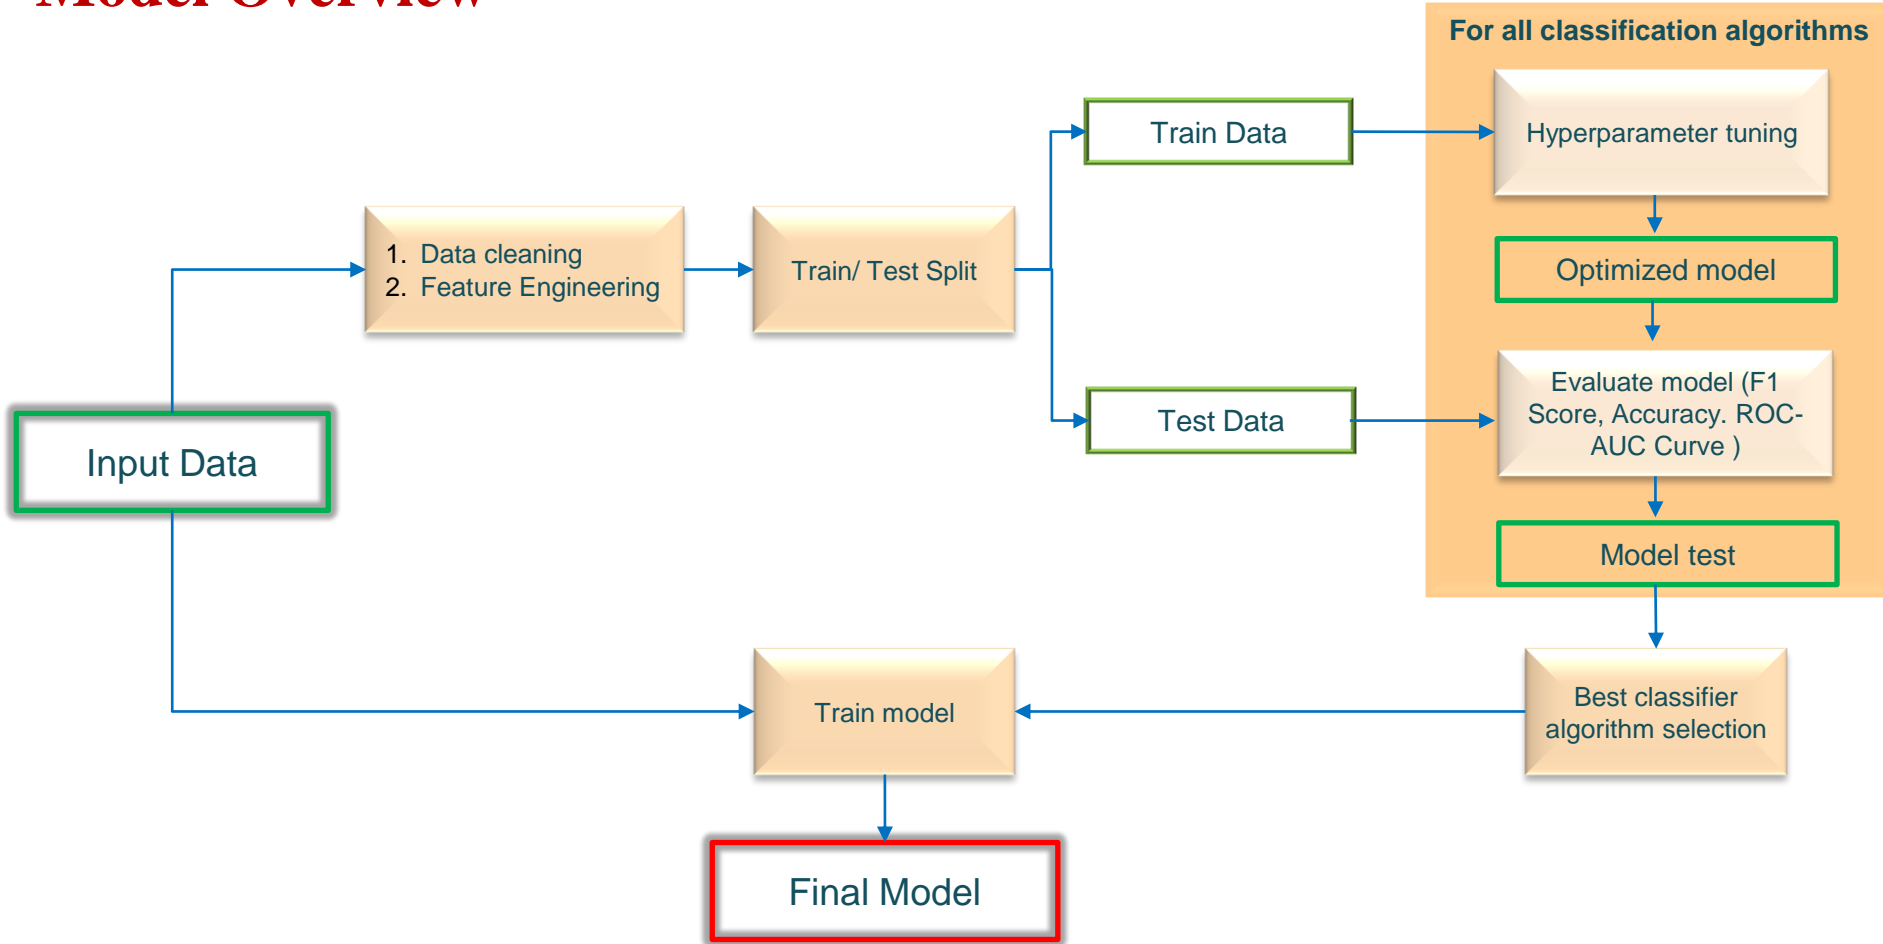 Model Overview
For all classification algorithms
Train Data
Hyperparameter tuning
1. Data cleaning
2. Feature Engineering
Train/ Test Split
Optimized model
Evaluate model (F1
Score, Accuracy. ROC-
AUC Curve )
Test Data
Input Data
Model test
Train model
Best classifier
algorithm selection
Final Model